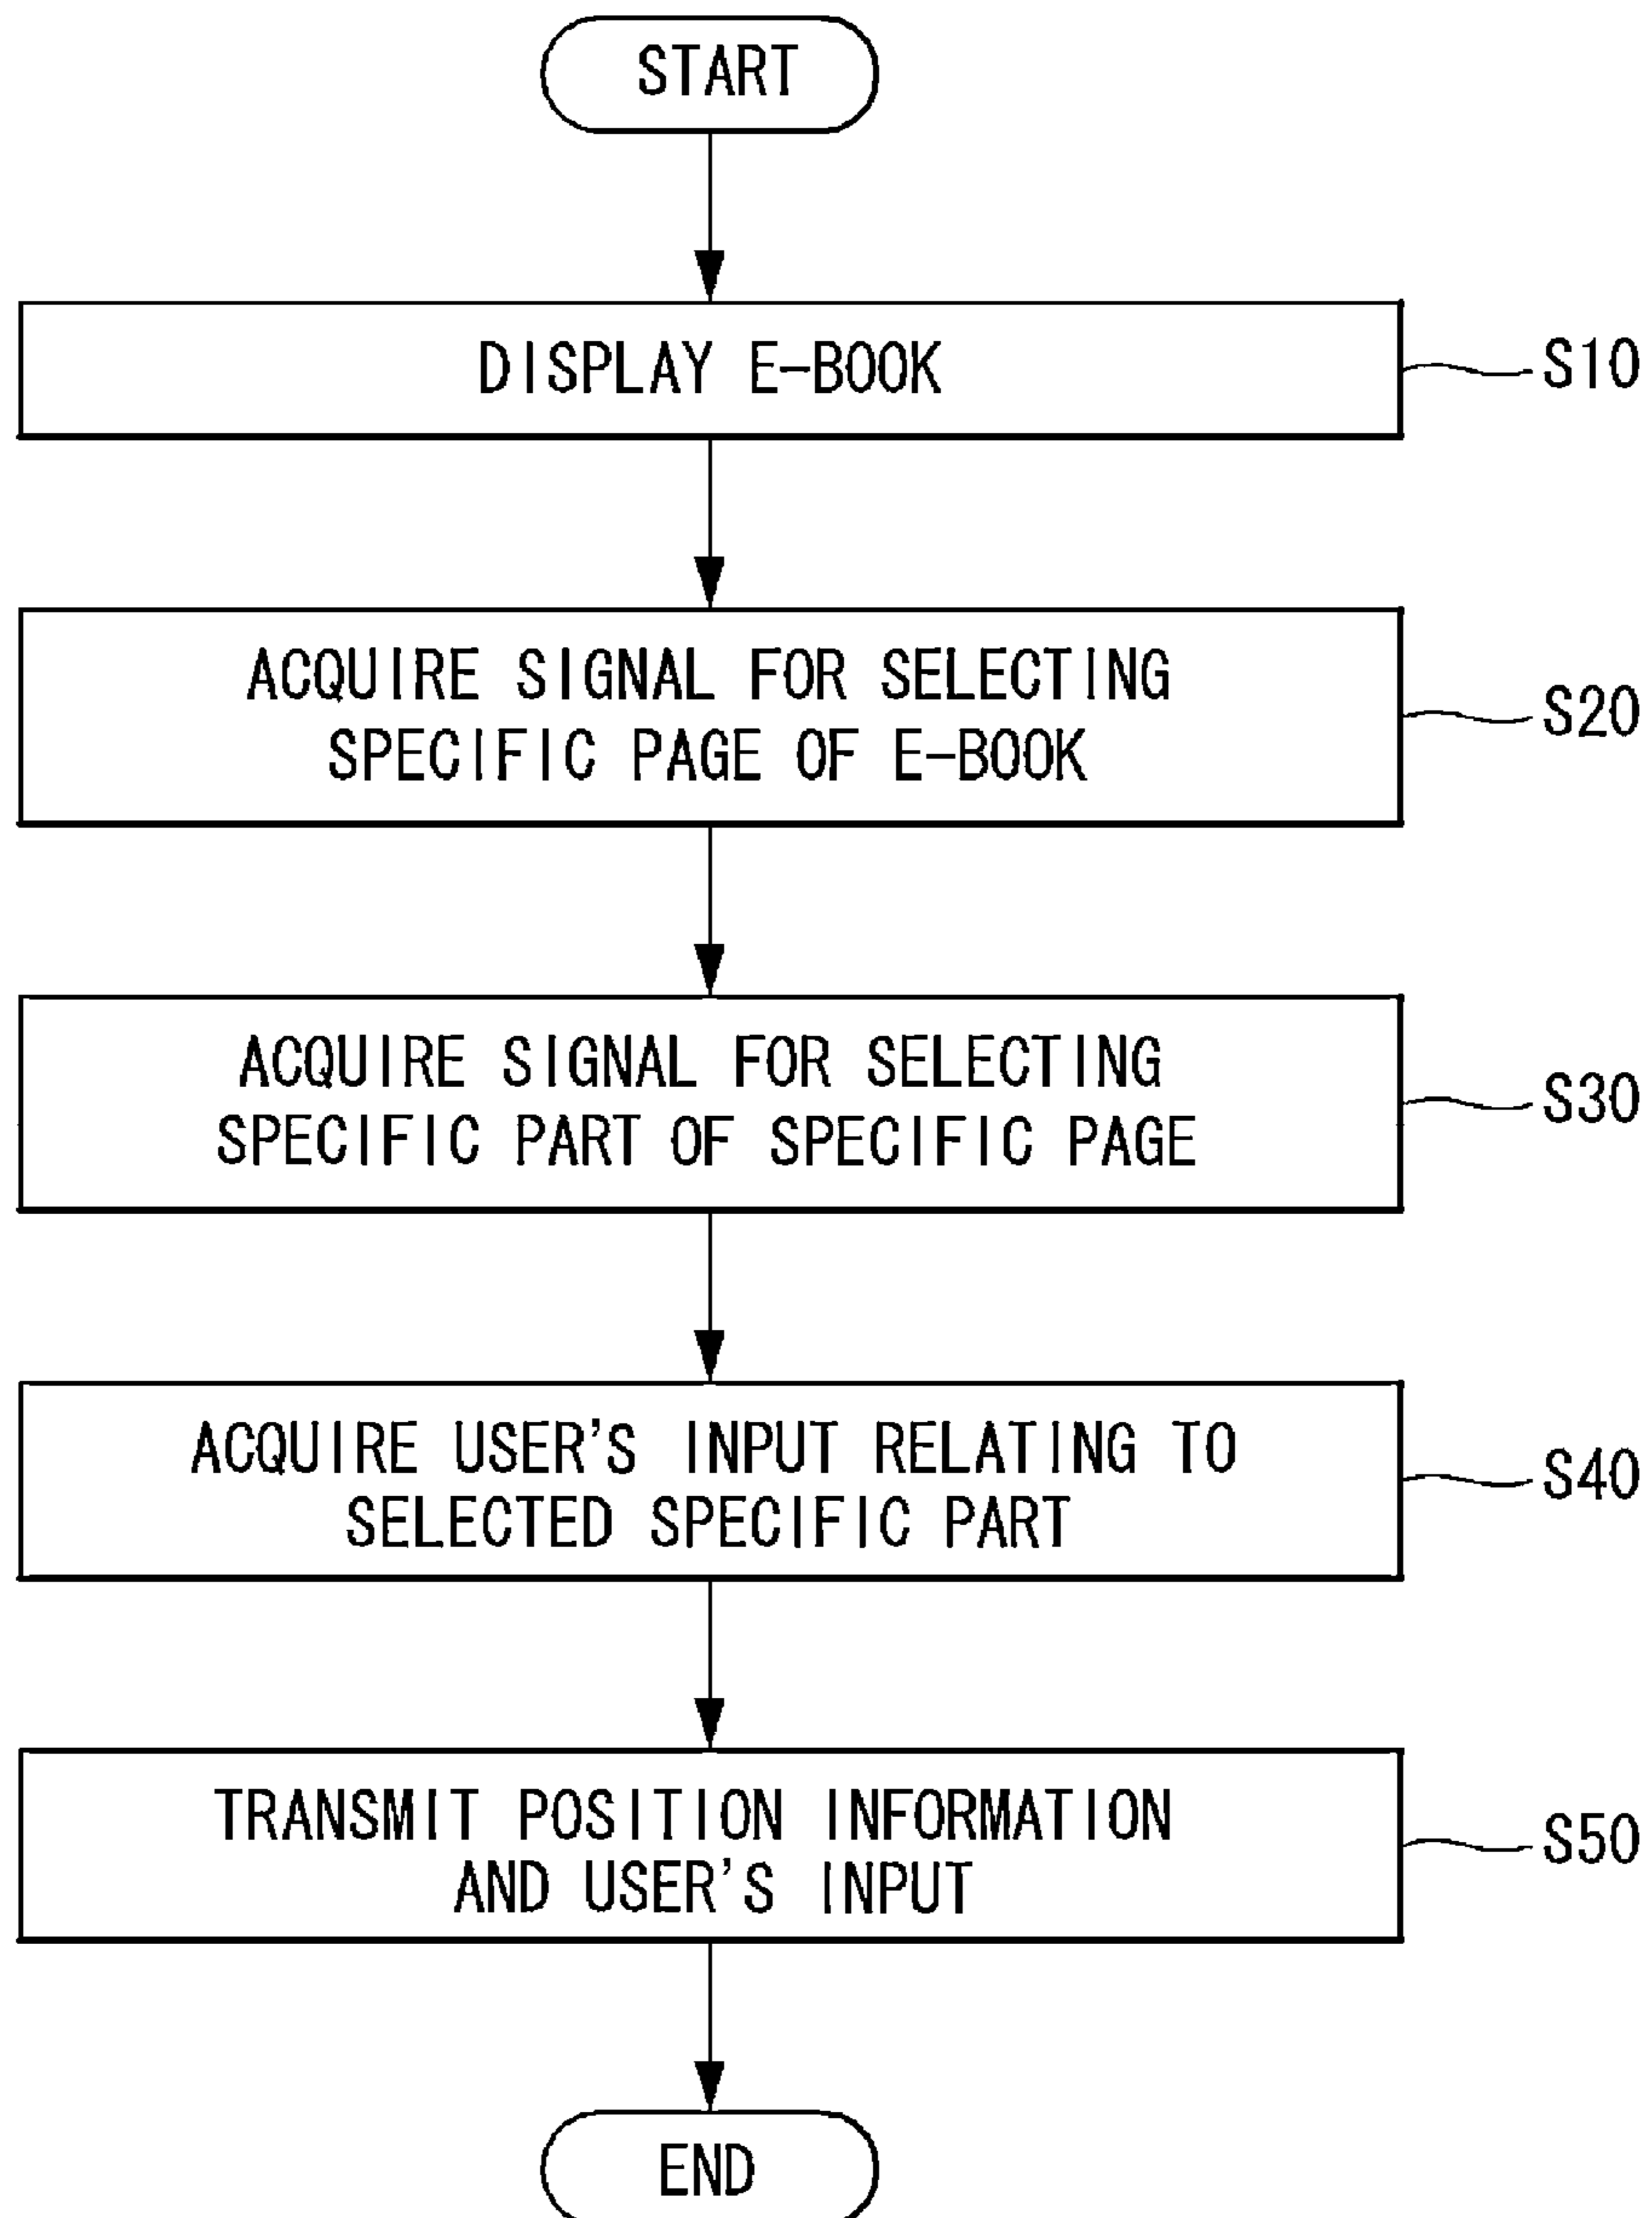 START
DISPLAY E-BOOK
S10
ACQUIRE SIGNAL FOR SELECTING
SPECIFIC PAGE OF E-BOOK
S20
ACQUIRE SIGNAL FOR SELECTING
SPECIFIC PART OF SPECIFIC PAGE
S30
ACQUIRE USER'S INPUT RELATING TO
SELECTED SPECIFIC PART
S40
TRANSMIT POSITION INFORMATION
AND USER'S INPUT
S50
END